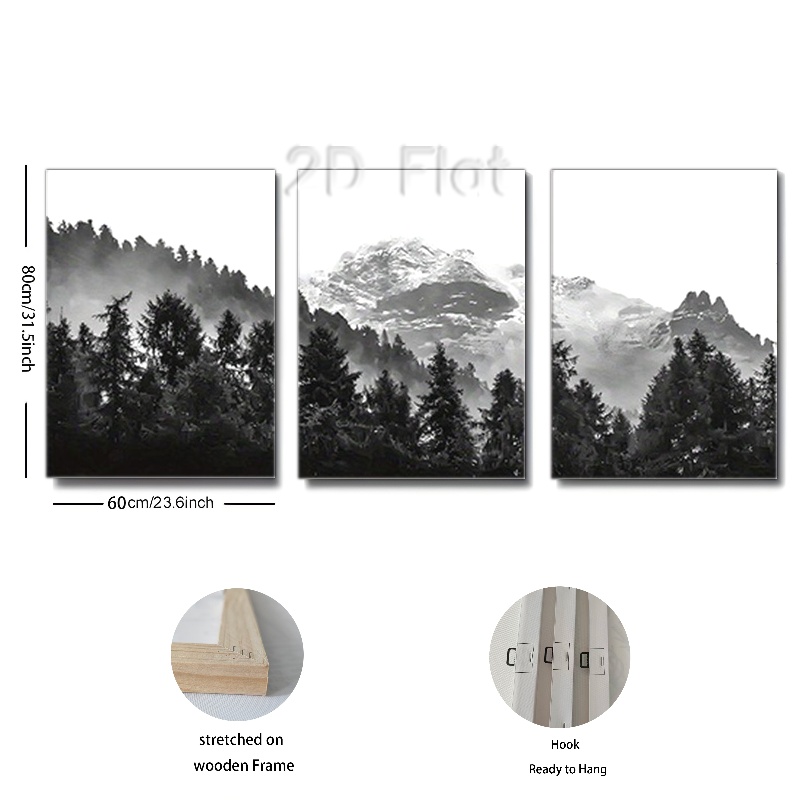 2D Flat
80cm/31.5inch
60cm/23.6inch
stretched on
wooden Frame
Hook
Ready to Hang